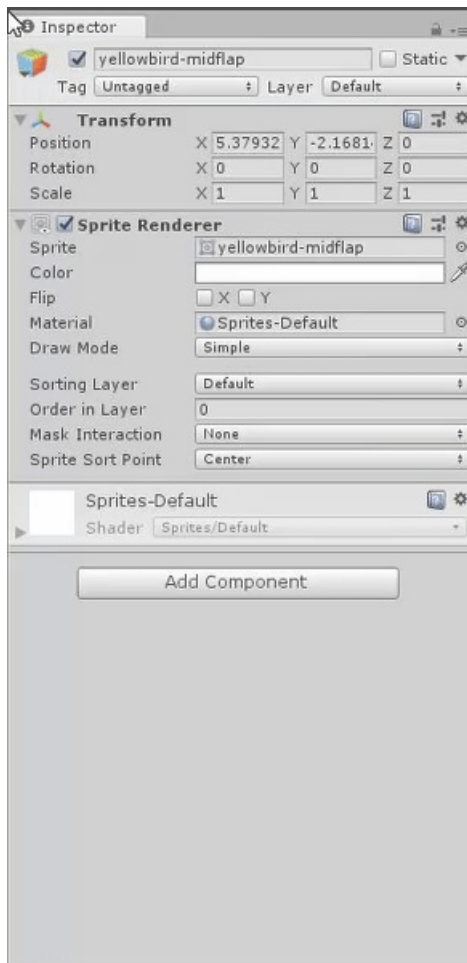 Inspector
yellowbird-midflap Static
Tag Untagged Layer Default
Transform
Position X 5.37932 Y -2.1681 Z 0
Rotation X 0 Y 0 Z 0
Scale X 1 Y 1 Z 1
Sprite Renderer
Sprite yellowbird-midflap
Color
Flip X Y
Material Sprites-Default
Draw Mode Simple
Sorting Layer Default
Order in Layer 0
Mask Interaction None
Sprite Sort Point Center
Sprites-Default
Shader Sprites/Default
Add Component